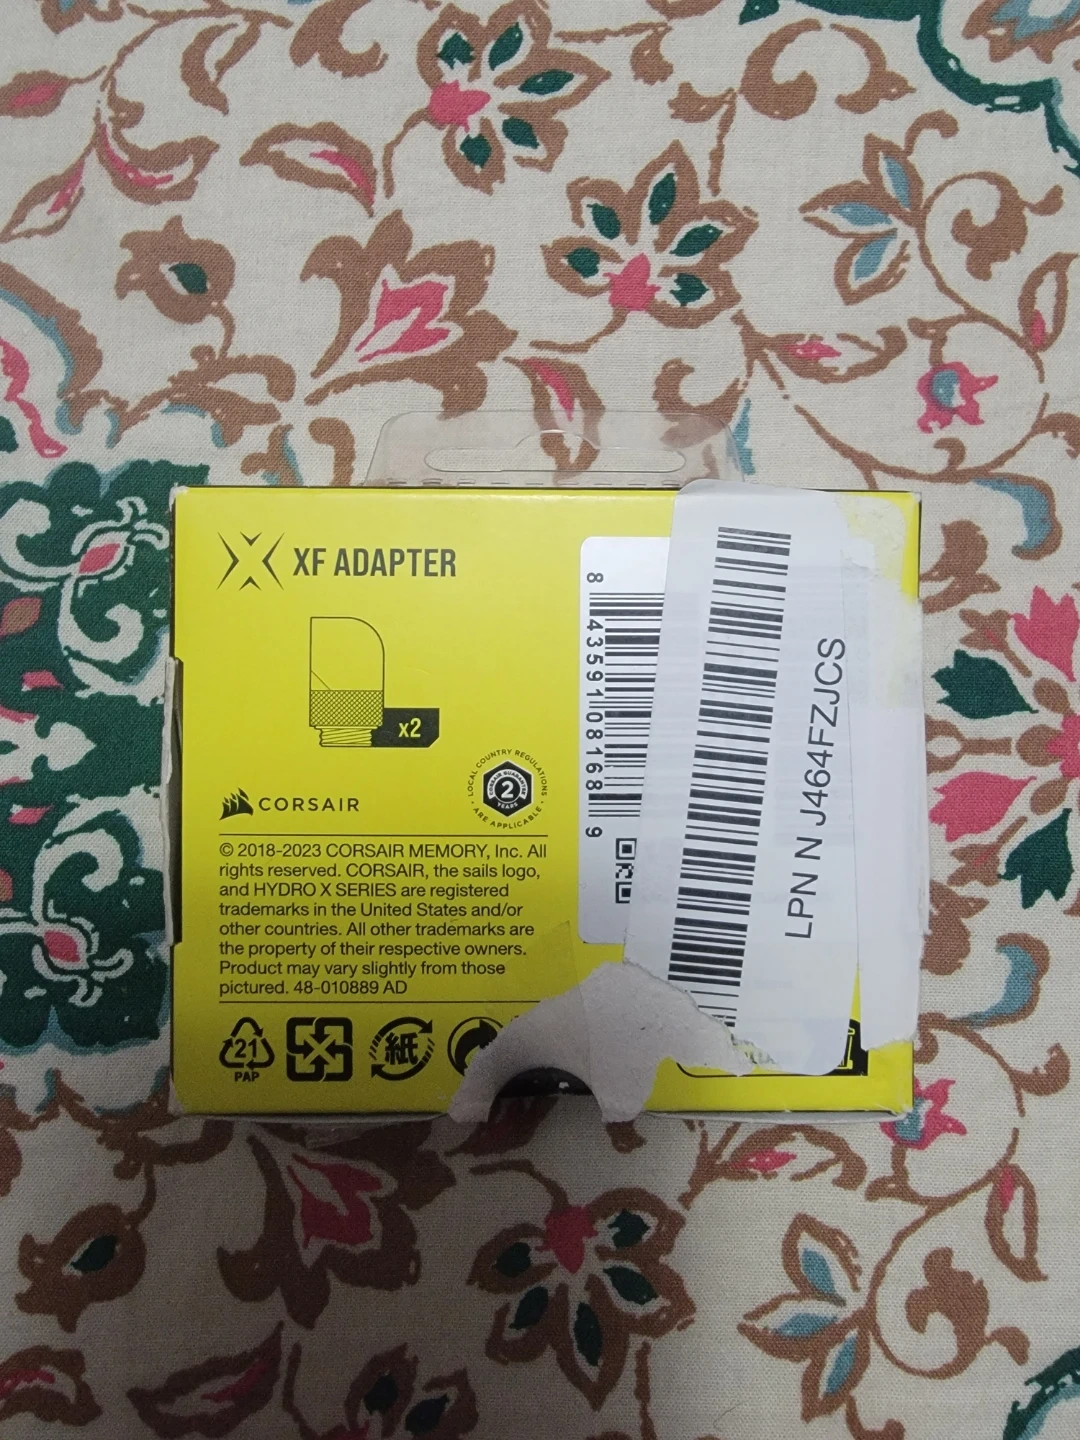 XF ADAPTER
x2
CORSAIR
LOCAL COUNTRY REGULATIONS
CORSAIR GUARANTEE
2
YEARS
ARE APPLICABLE
© 2018-2023 CORSAIR MEMORY, Inc. All
rights reserved. CORSAIR, the sails logo,
and HYDRO X SERIES are registered
trademarks in the United States and/or
other countries. All other trademarks are
the property of their respective owners.
Product may vary slightly from those
pictured. 48-010889 AD
21
PAP
紙
8 43591 08168 9
LPN N J464FZJCS